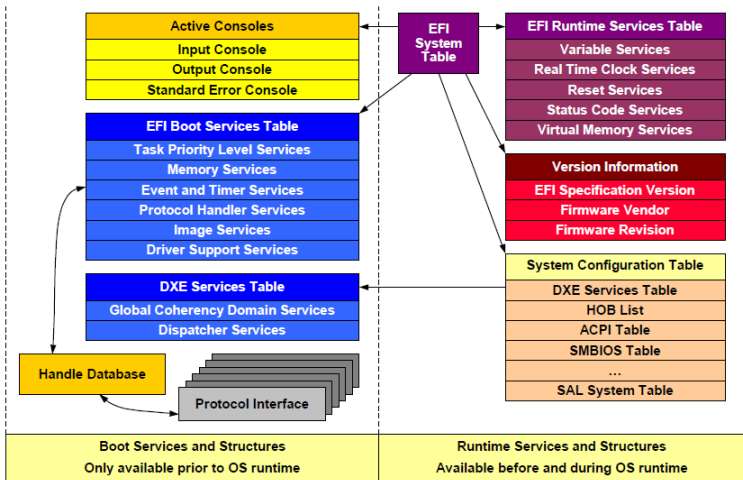 Active Consoles
Input Console
Output Console
Standard Error Console
EFI
System
Table
EFI Runtime Services Table
Variable Services
Real Time Clock Services
Reset Services
Status Code Services
Virtual Memory Services
EFI Boot Services Table
Task Priority Level Services
Memory Services
Event and Timer Services
Protocol Handler Services
Image Services
Driver Support Services
Version Information
EFI Specification Version
Firmware Vendor
Firmware Revision
DXE Services Table
Global Coherency Domain Services
Dispatcher Services
System Configuration Table
DXE Services Table
HOB List
ACPI Table
SMBIOS Table
...
SAL System Table
Handle Database
Protocol Interface
Boot Services and Structures
Only available prior to OS runtime
Runtime Services and Structures
Available before and during OS runtime